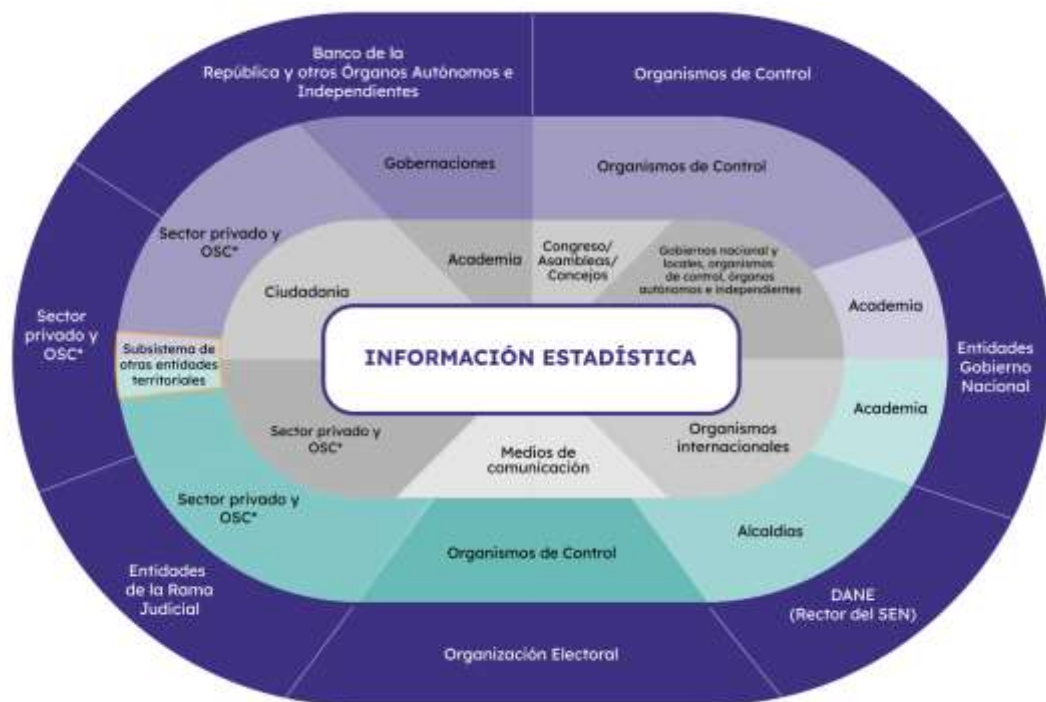 Banco de la
República y otros Órganos Autónomos e
Independientes
Organismos de Control
Gobernaciones
Organismos de Control
Sector privado y
OSC*
Academia
Congreso/
Asambleas/
Concejos
Gobiernos nacional y
locales, organismos
de control, órganos
autónomos e independientes
Ciudadanía
Academia
Sector
privado y
OSC*
Subsistema de
otras entidades
territoriales
INFORMACIÓN ESTADÍSTICA
Entidades
Gobierno
Nacional
Academia
Sector privado y
OSC*
Medios de
comunicación
Organismos
internacionales
Sector privado y
OSC*
Alcaldías
Organismos de Control
Entidades
de la Rama
Judicial
DANE
(Rector del SEN)
Organización Electoral